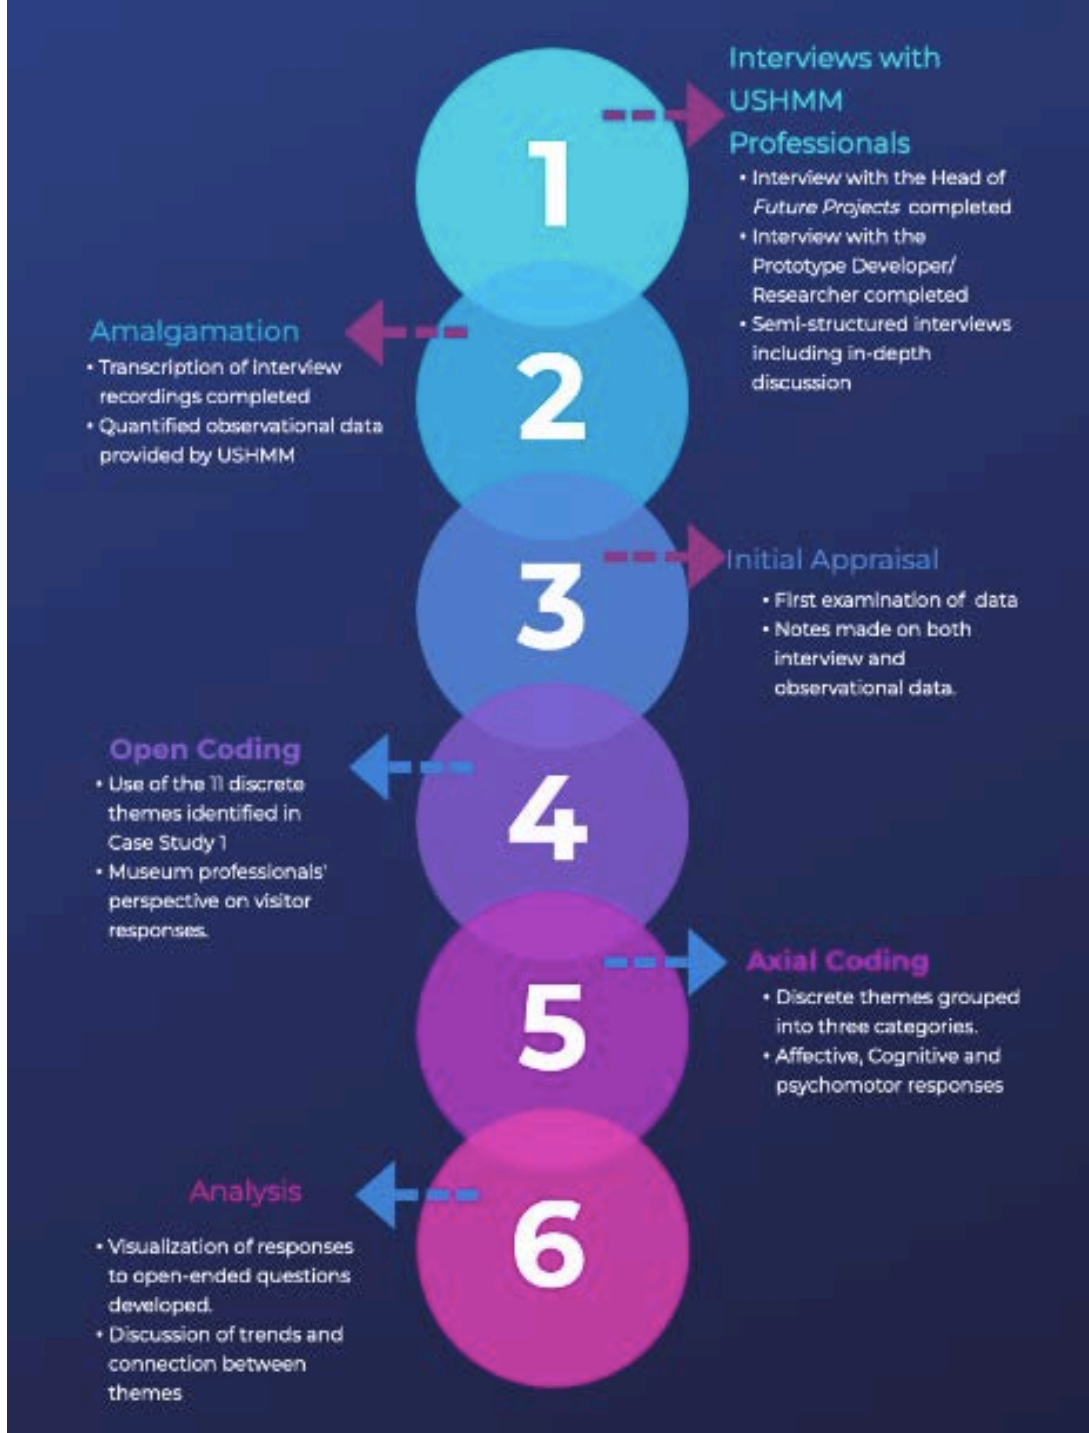 1
Interviews with
USHMM
Professionals
• Interview with the Head of
Future Projects completed
• Interview with the
Prototype Developer/
Researcher completed
• Semi-structured interviews
including in-depth
discussion
2
Amalgamation
• Transcription of interview
recordings completed
• Quantified observational data
provided by USHMM
3
Initial Appraisal
• First examination of data
• Notes made on both
interview and
observational data.
4
Open Coding
• Use of the 11 discrete
themes identified in
Case Study 1
• Museum professionals'
perspective on visitor
responses.
5
Axial Coding
• Discrete themes grouped
into three categories.
• Affective, Cognitive and
psychomotor responses
6
Analysis
• Visualization of responses
to open-ended questions
developed.
• Discussion of trends and
connection between
themes